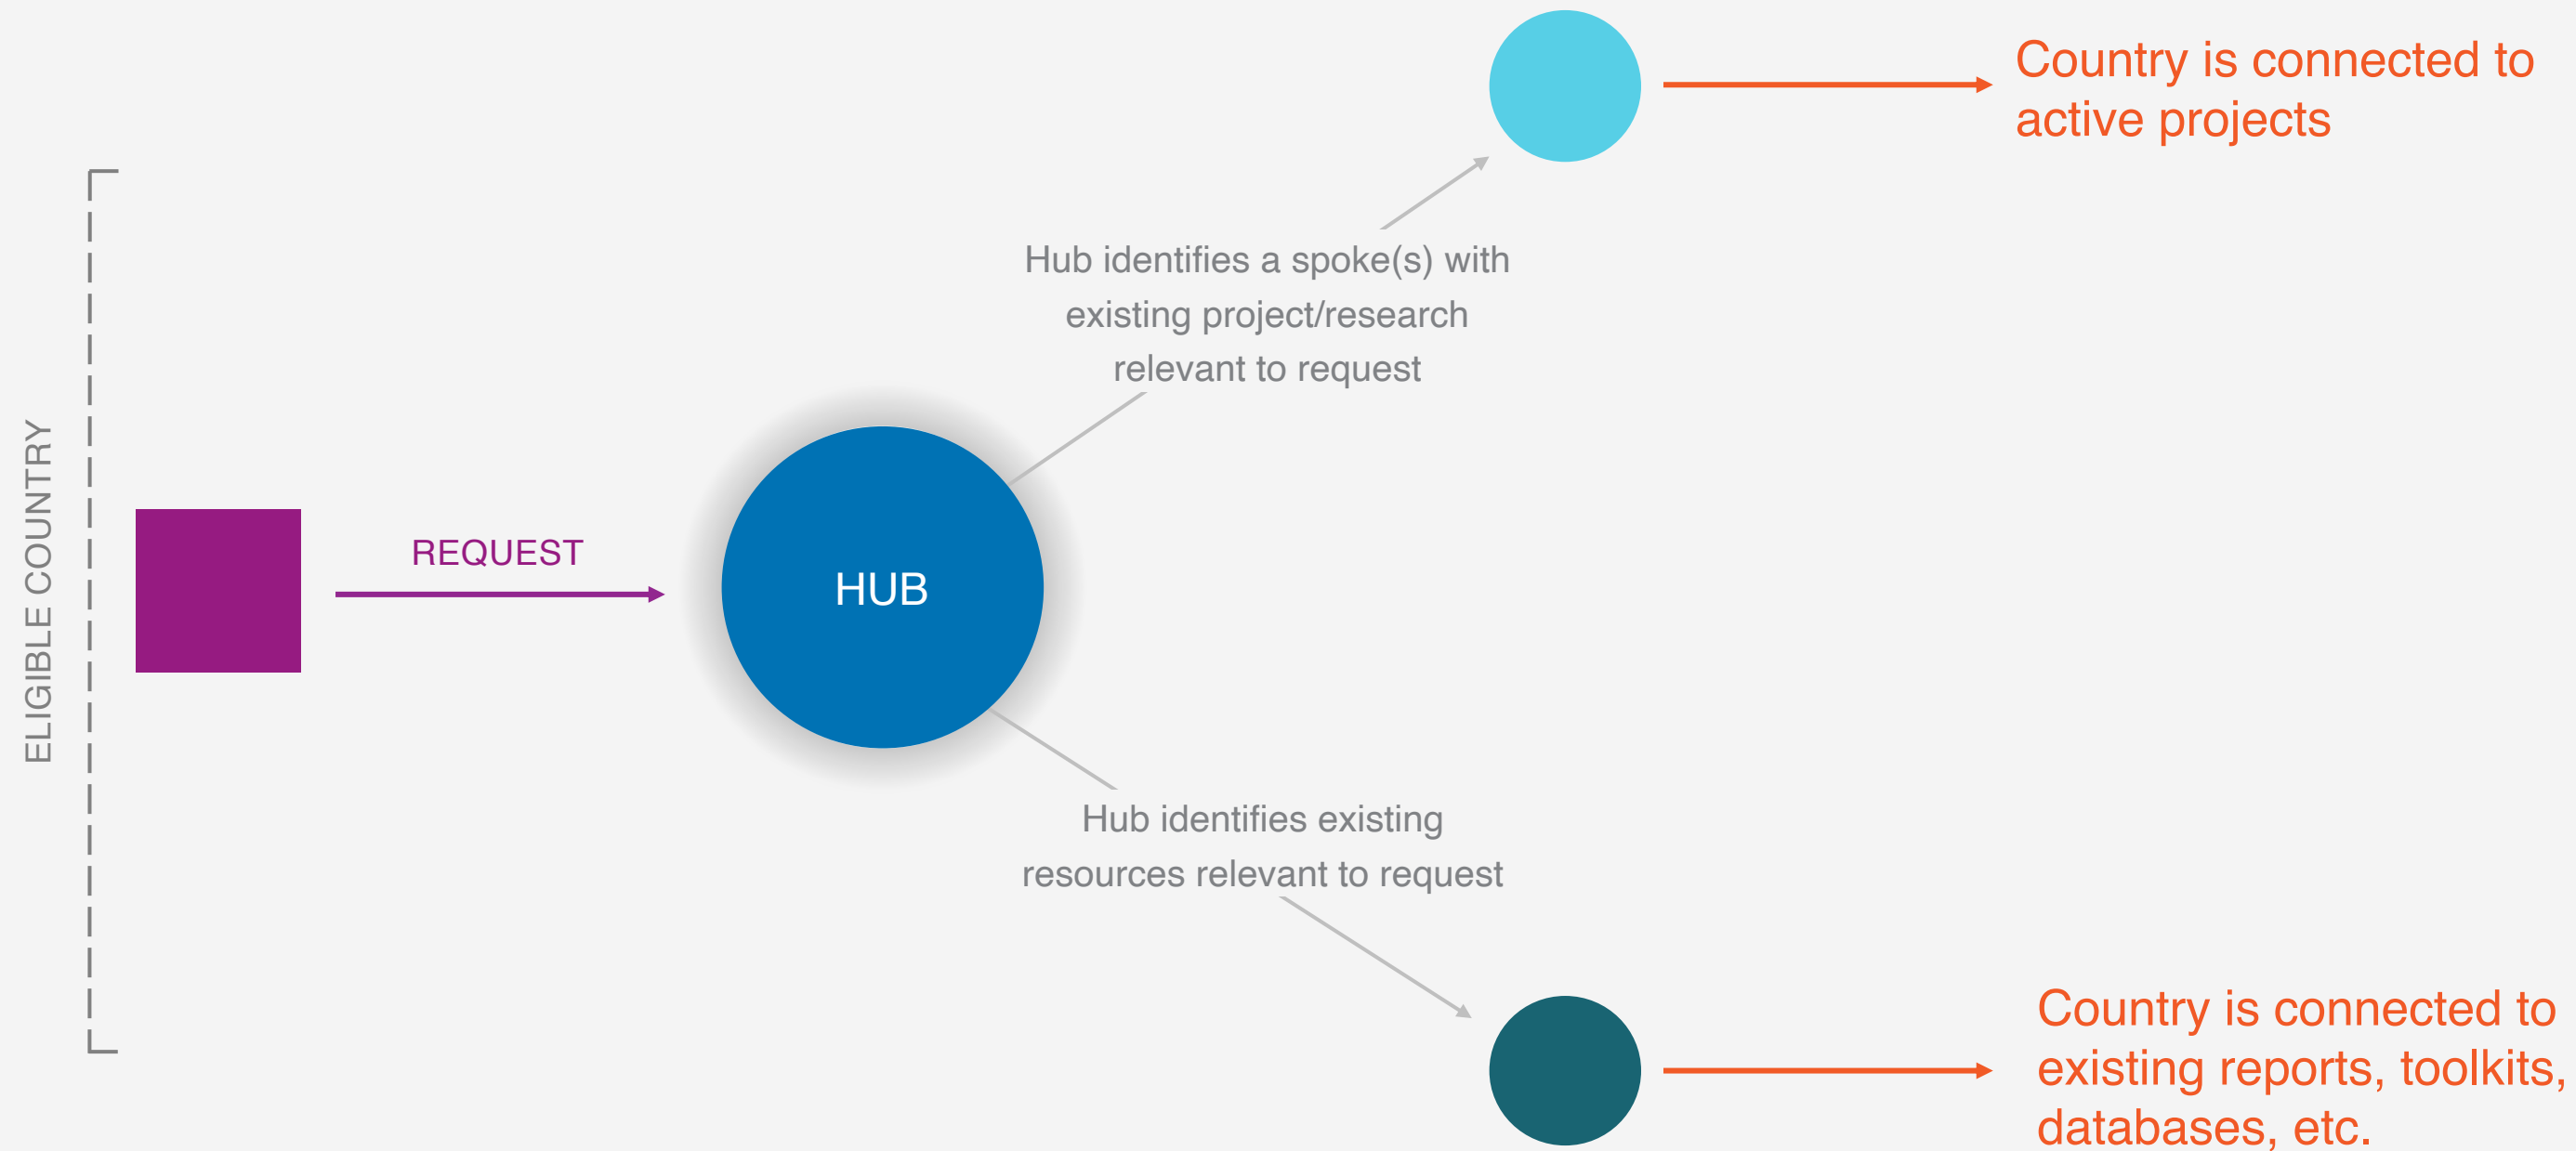 ELIGIBLE COUNTRY
REQUEST
HUB
Hub identifies a spoke(s) with
existing project/research
relevant to request
Country is connected to
active projects
Hub identifies existing
resources relevant to request
Country is connected to
existing reports, toolkits,
databases, etc.